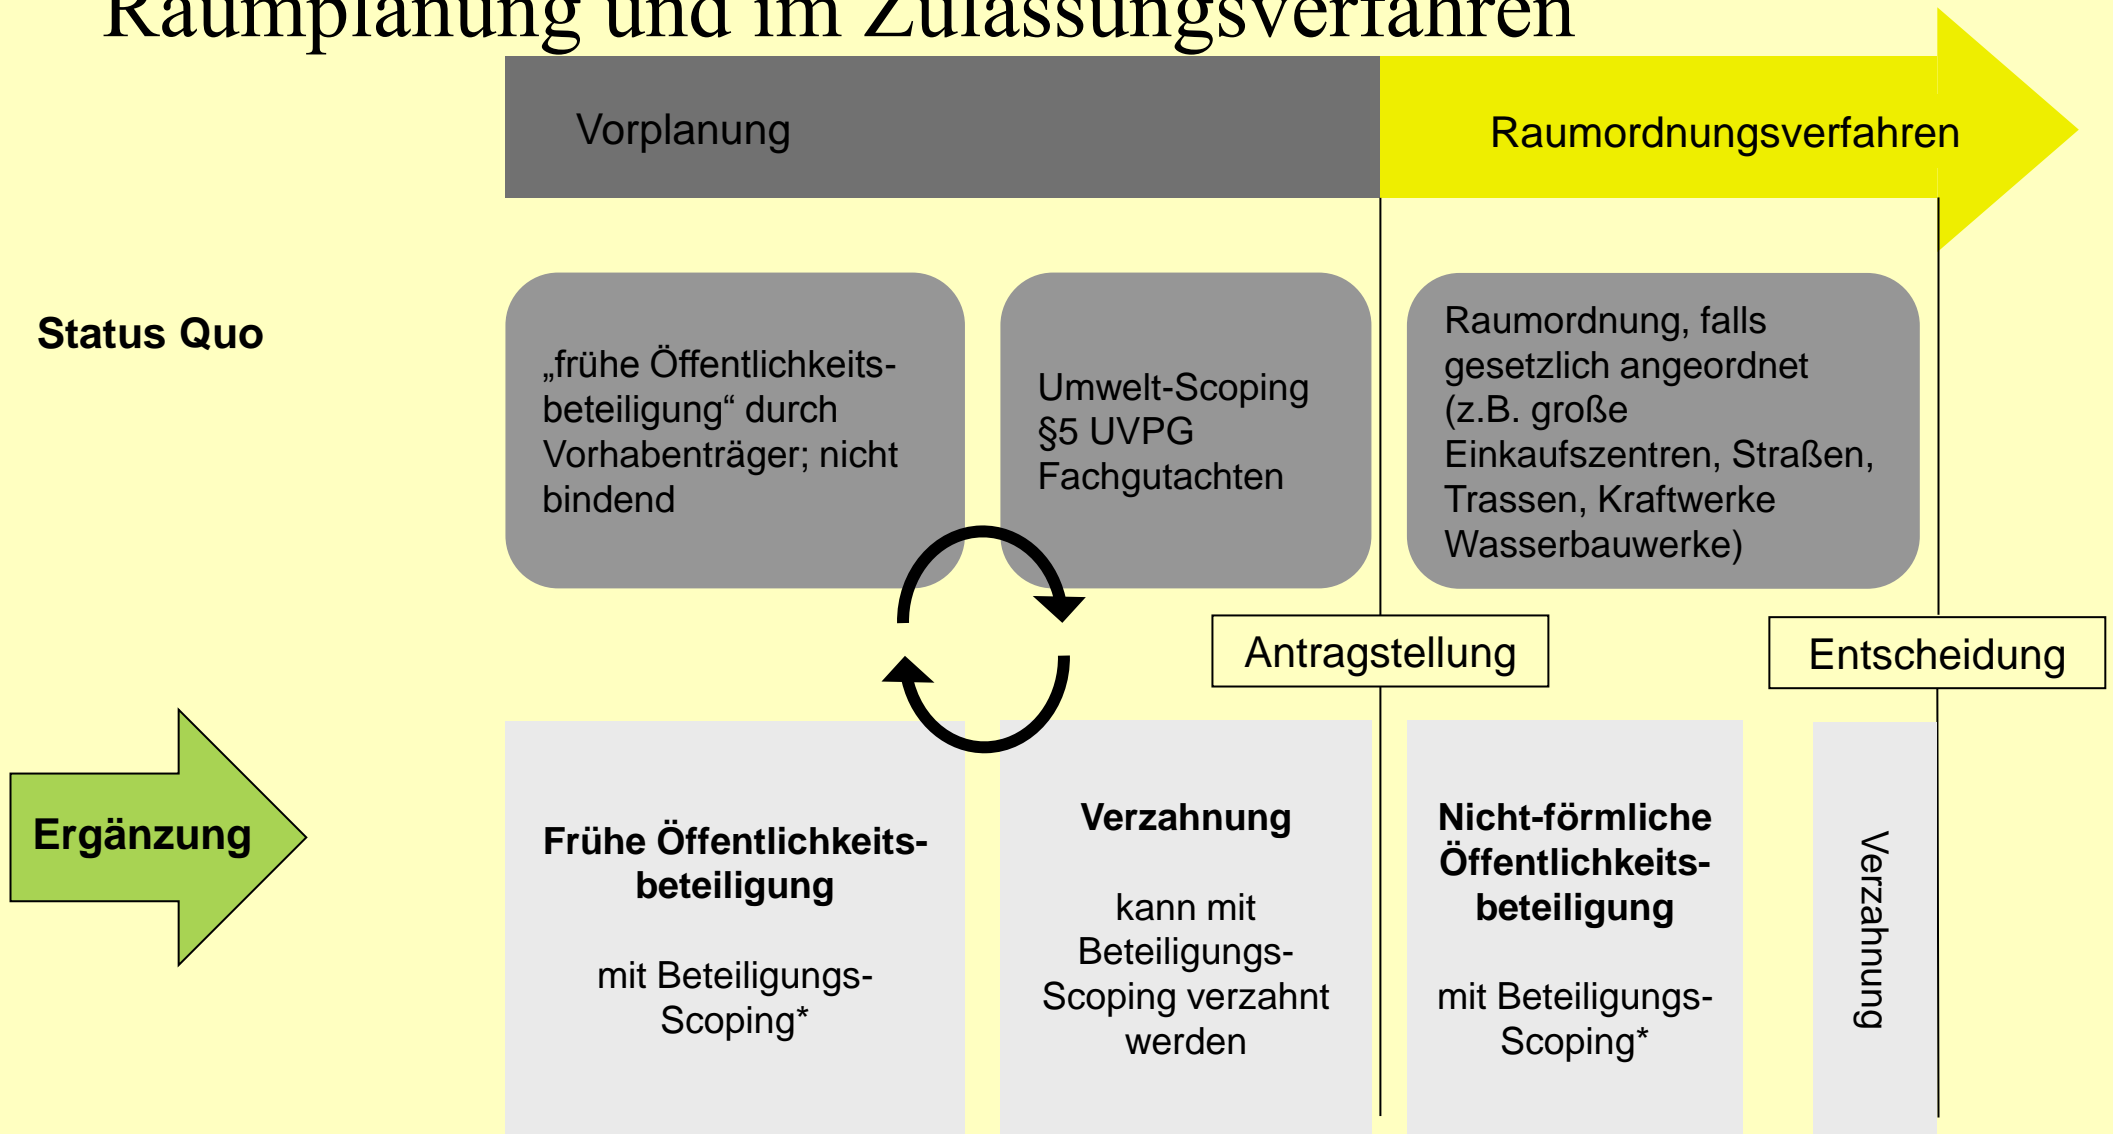 Raumplanung und im Zulassungsverfahren
Vorplanung
Raumordnungsverfahren
Status Quo
„frühe Öffentlichkeits-
beteiligung“ durch
Vorhabenträger; nicht
bindend
Umwelt-Scoping
§5 UVPG
Fachgutachten
Raumordnung, falls
gesetzlich angeordnet
(z.B. große
Einkaufszentren, Straßen,
Trassen, Kraftwerke
Wasserbauwerke)
Antragstellung
Entscheidung
Ergänzung
Frühe Öffentlichkeits-
beteiligung
mit Beteiligungs-
Scoping*
Verzahnung
kann mit
Beteiligungs-
Scoping verzahnt
werden
Nicht-förmliche
Öffentlichkeits-
beteiligung
mit Beteiligungs-
Scoping*
Verzahnung